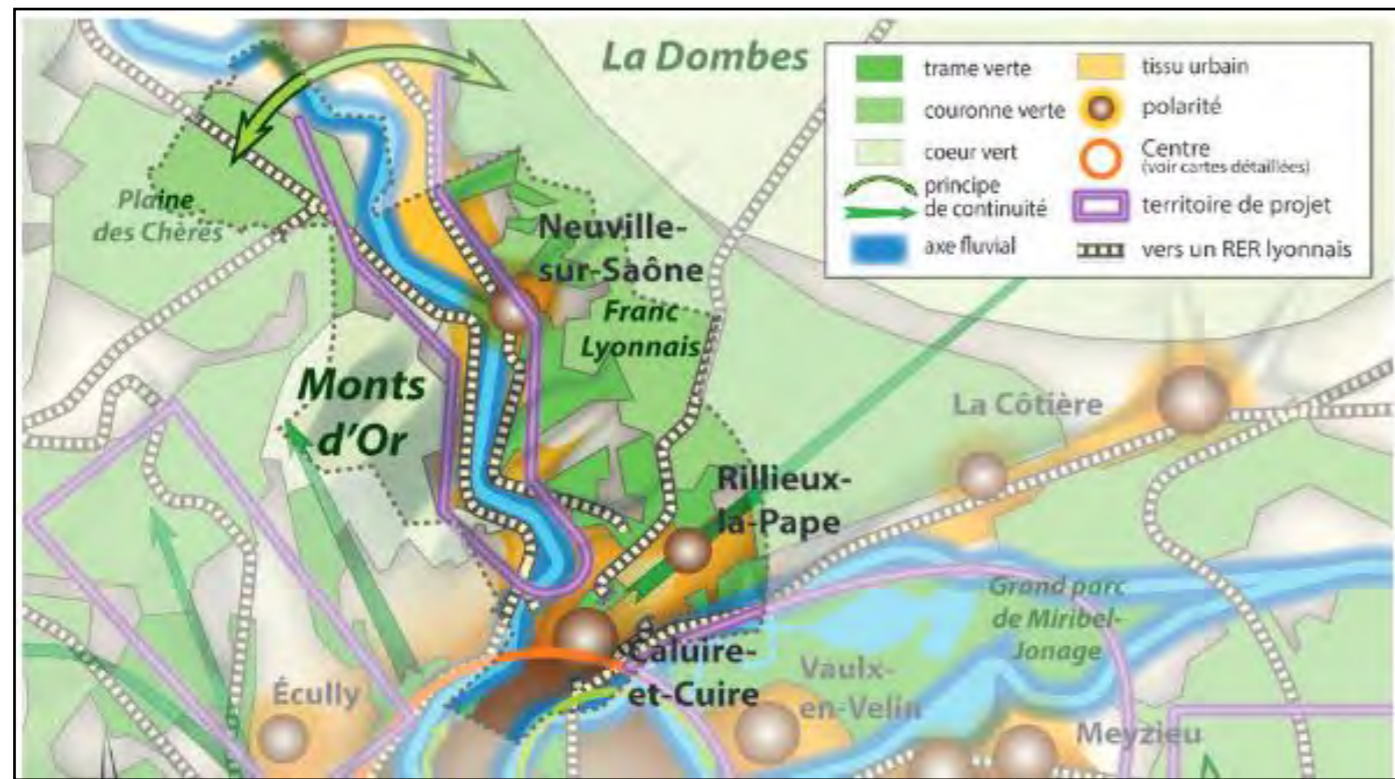 La Dombes
trame verte
couronne verte
coeur vert
principe
de continuité
axe fluvial
tissu urbain
polarité
Centre
(voir cartes détaillées)
territoire de projet
vers un RER lyonnais
Plaine
des Chères
Neuville-
sur-Saône
Franc
Lyonnais
Monts
d'Or
La Côtière
Rillieux-
la-Pape
Grand parc
de Miribel-
Jonage
Caluire-
et-Cuire
Vaulx-
en-Velin
Écully
Meyzieu